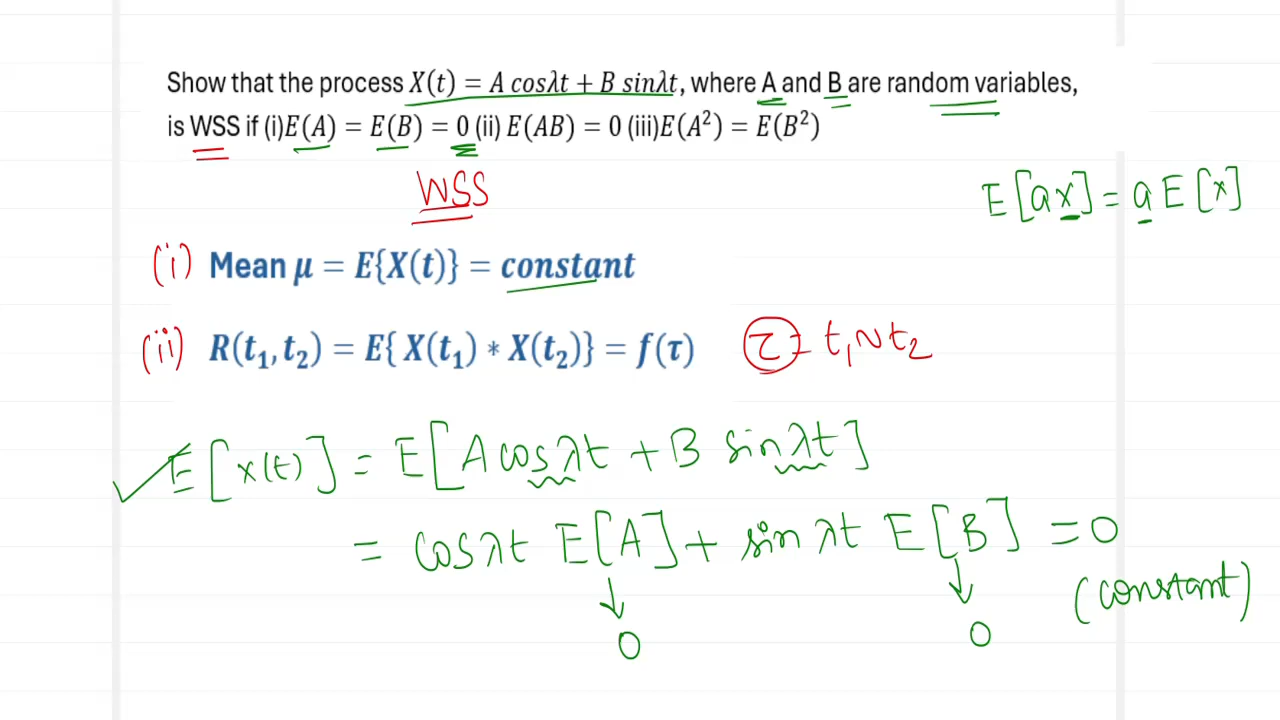 Show that the process X(t) = A cosλt + B sinλt, where A and B are random variables,
is WSS if (i)E(A) = E(B) = 0 (ii) E(AB) = 0 (iii)E(A²) = E(B²)
WSS
E[ax] = a E[x]
(i) Mean μ = E{X(t)} = constant
(ii) R(t₁, t₂) = E{ X(t₁) * X(t₂)} = f(τ) τ = t₁ ~ t₂
E[x(t)] = E[A cosλt + B sinλt]
= cosλt E[A] + sinλt E[B] = 0
(constant)
0 0